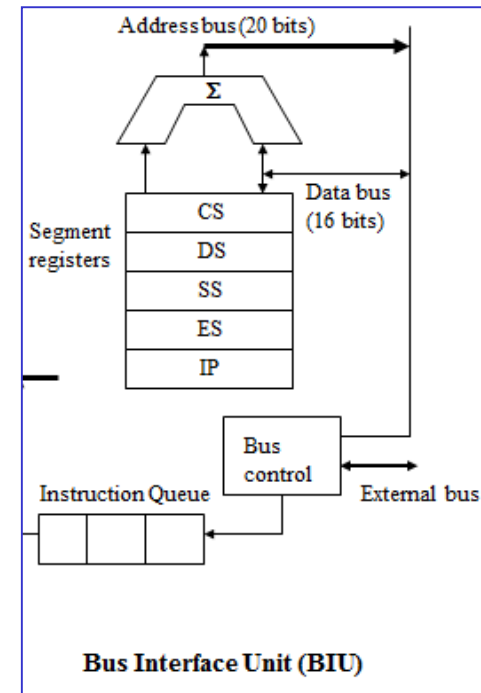 Address bus (20 bits)
Σ
Data bus
(16 bits)
Segment
registers
CS
DS
SS
ES
IP
Bus
control
External bus
Instruction Queue
Bus Interface Unit (BIU)